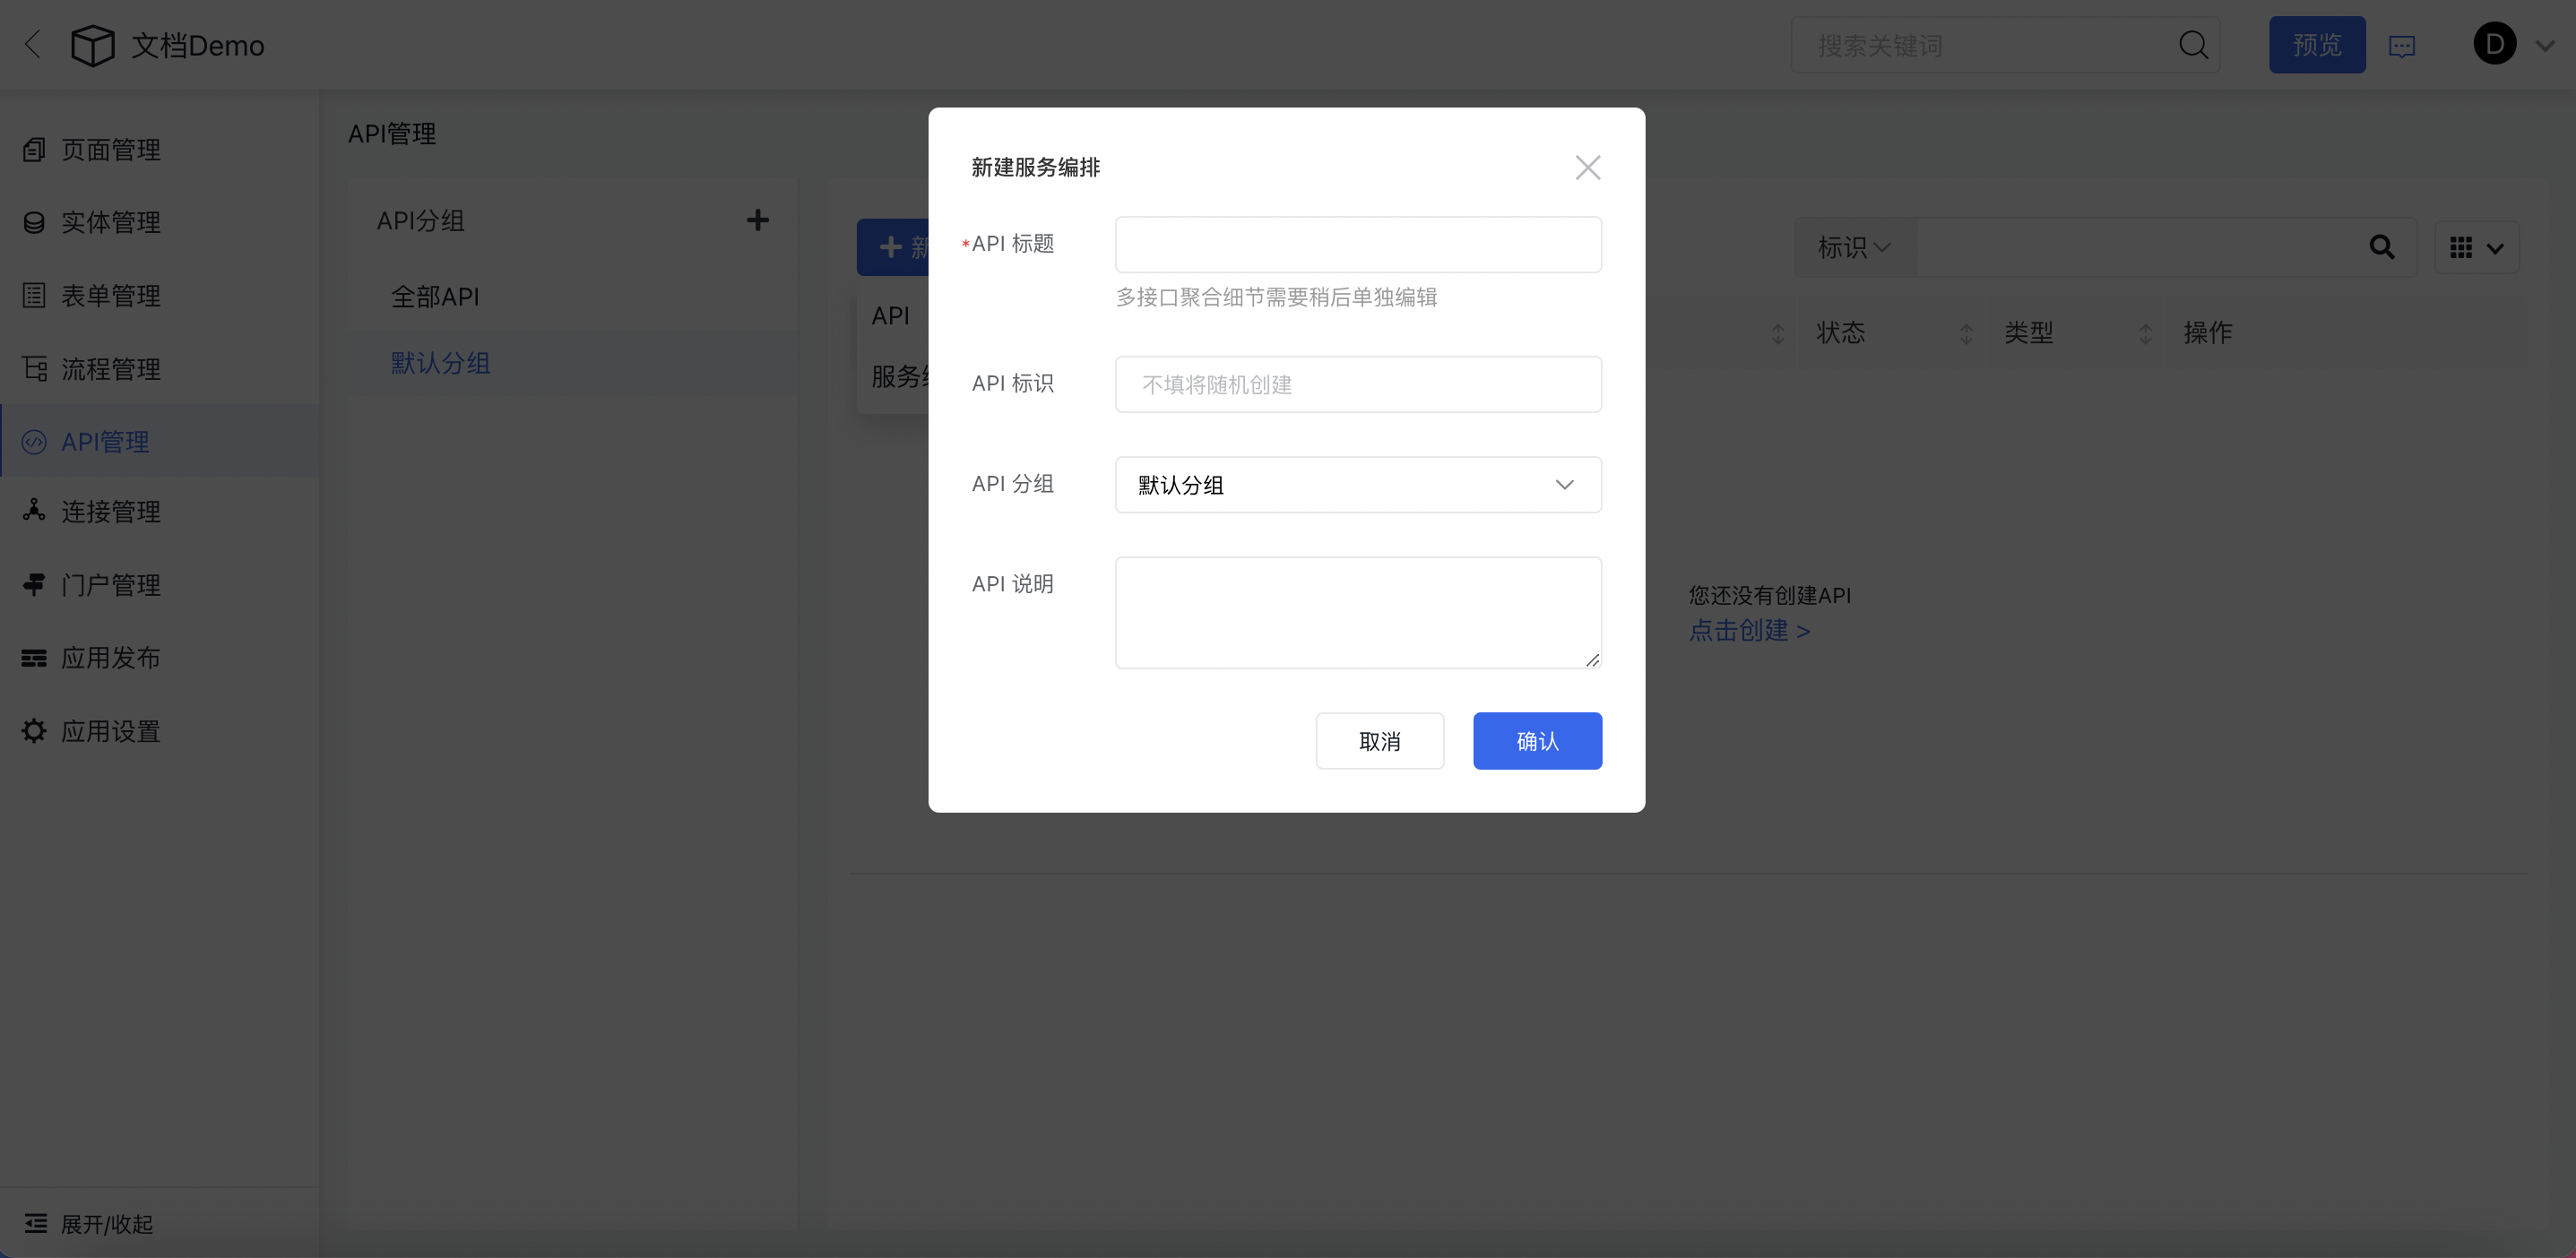 文档Demo
搜索关键词
预览
D
页面管理
实体管理
表单管理
流程管理
API管理
连接管理
门户管理
应用发布
应用设置
展开/收起
API管理
API分组
全部API
默认分组
新
API
服务
标识
状态
类型
操作
您还没有创建API
点击创建 >
新建服务编排
*API 标题
多接口聚合细节需要稍后单独编辑
API 标识
不填将随机创建
API 分组
默认分组
API 说明
取消
确认